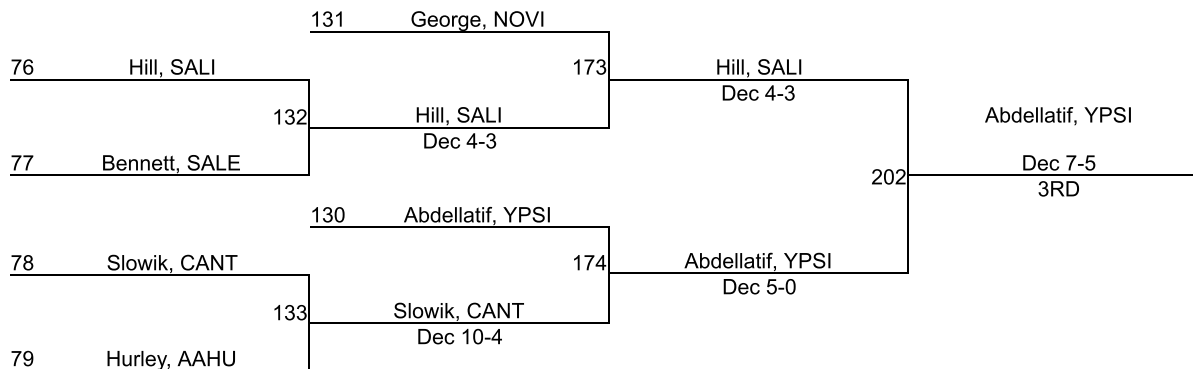 131 George, NOVI
76 Hill, SALI
173 Hill, SALI
Dec 4-3
132 Hill, SALI
Dec 4-3
Abdellatif, YPSI
77 Bennett, SALE
Dec 7-5
202
3RD
130 Abdellatif, YPSI
78 Slowik, CANT
174 Abdellatif, YPSI
Dec 5-0
133 Slowik, CANT
Dec 10-4
79 Hurley, AAHU